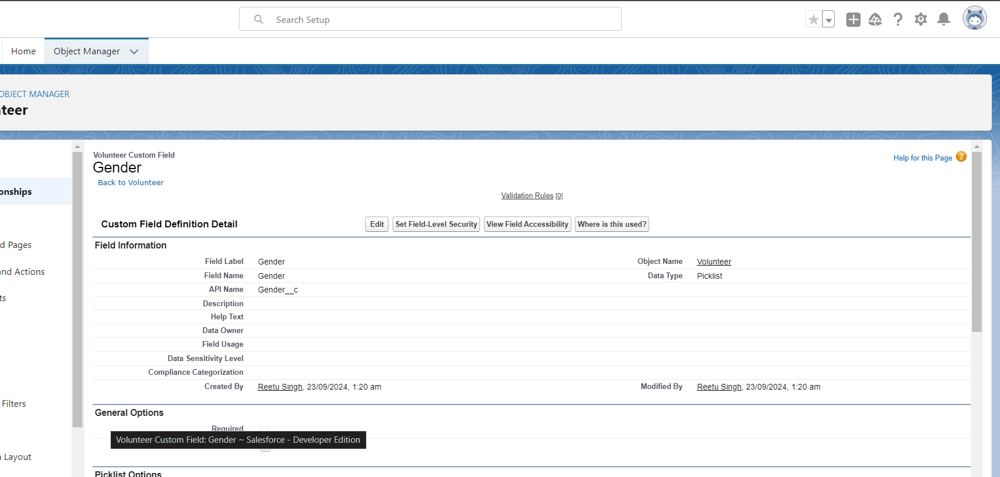 Search Setup
Home
Object Manager
OBJECT MANAGER
nteer
Volunteer Custom Field
Gender
Help for this Page
Back to Volunteer
onships
Validation Rules [0]
Custom Field Definition Detail
Edit
Set Field-Level Security
View Field Accessibility
Where is this used?
Field Information
d Pages
Field Label Gender
Object Name Volunteer
and Actions
Field Name Gender
Data Type Picklist
API Name Gender__c
ts
Description
Help Text
Data Owner
Field Usage
Data Sensitivity Level
Compliance Categorization
Created By Reetu Singh, 23/09/2024, 1:20 am
Modified By Reetu Singh, 23/09/2024, 1:20 am
Filters
General Options
Required
Volunteer Custom Field: Gender ~ Salesforce - Developer Edition
Layout
Picklist Options